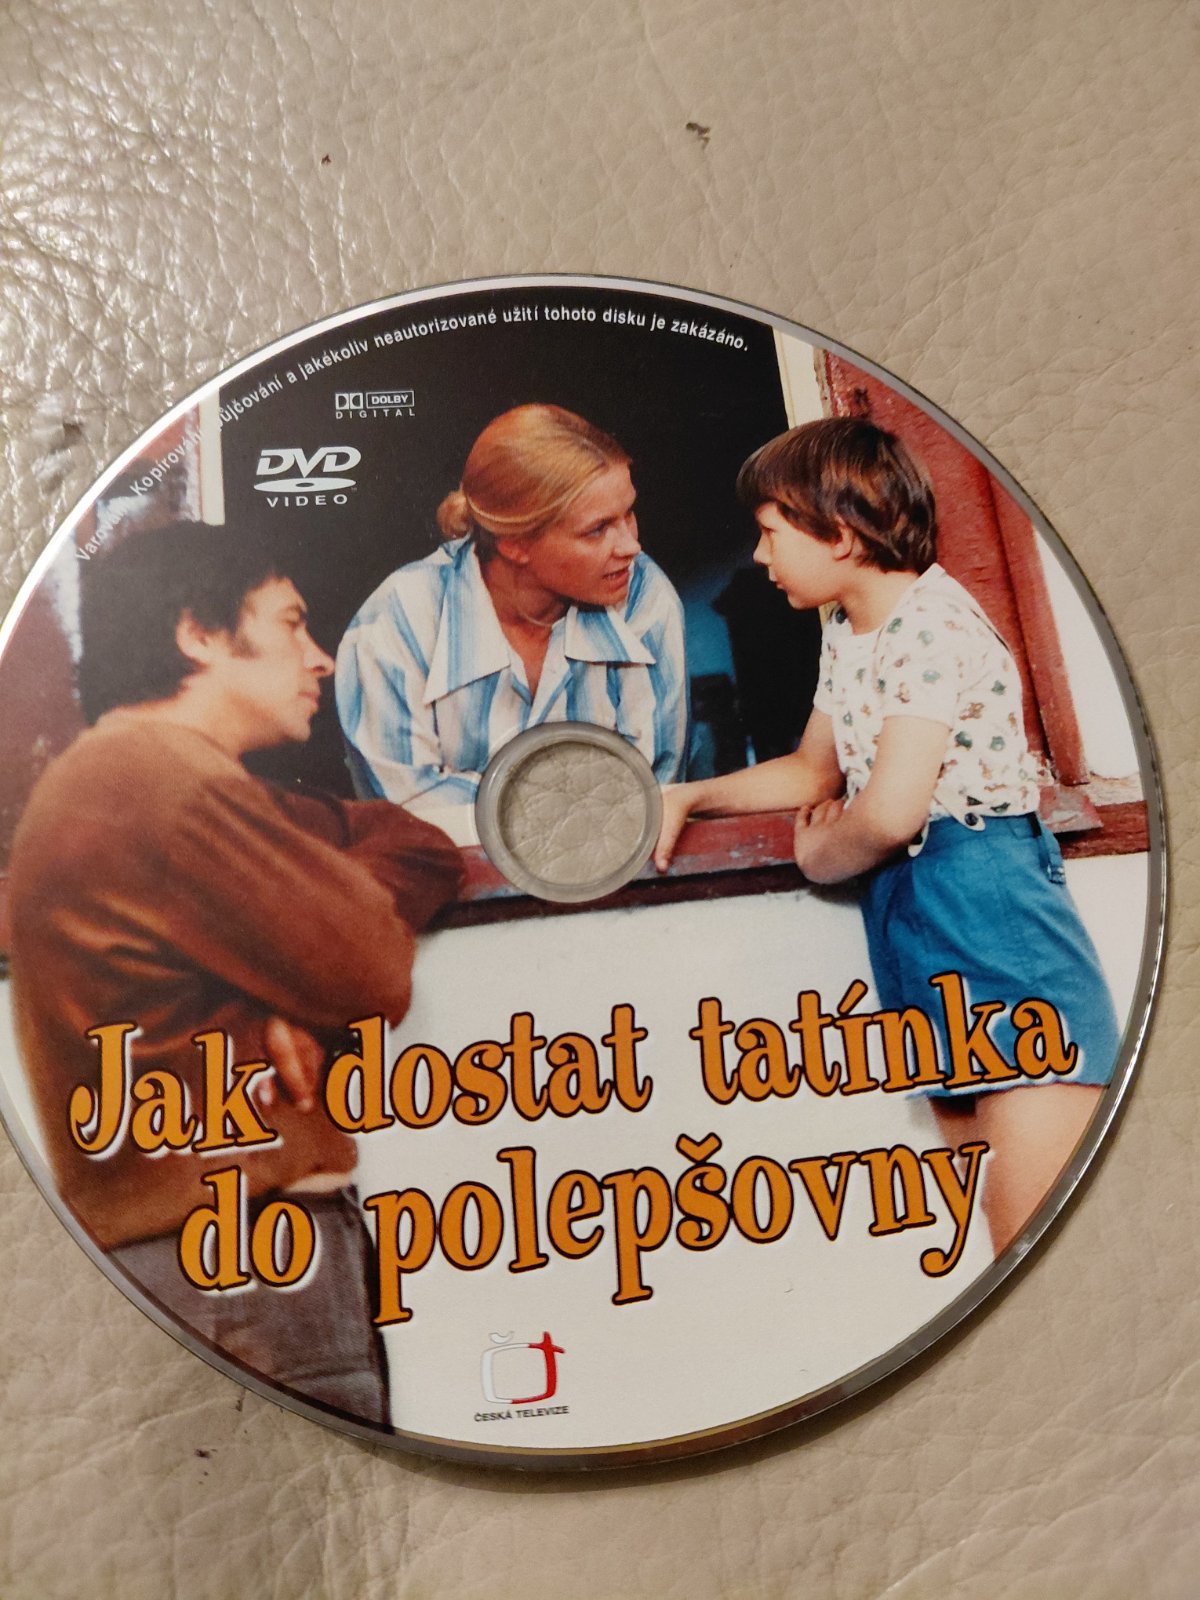 Kopírování, půjčování a jakékoliv neautorizované užití tohoto disku je zakázáno.
DOLBY
DIGITAL
DVD
VIDEO
Jak dostat tatínka
do polepšovny
ČESKÁ TELEVIZE